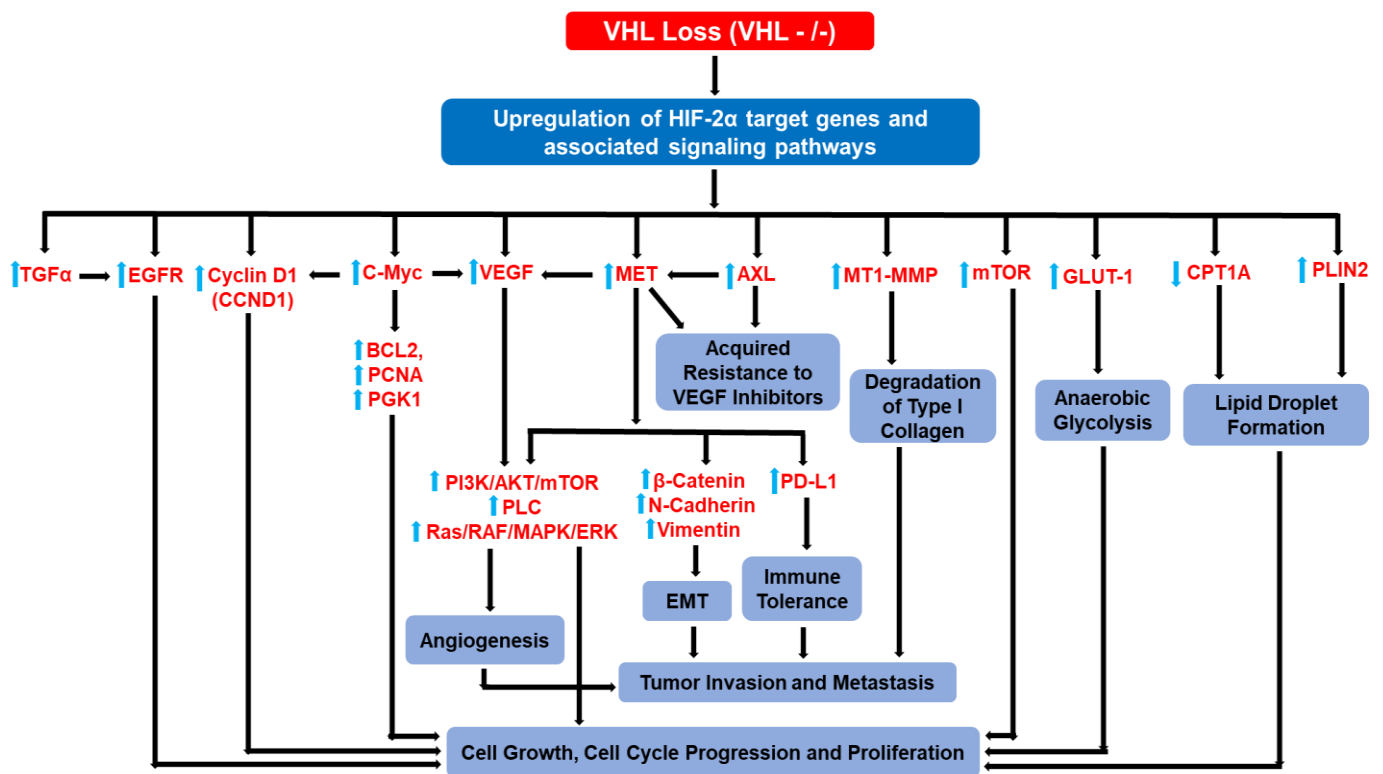 VHL Loss (VHL - /-)
Upregulation of HIF-2α target genes and
associated signaling pathways
TGFα
EGFR
Cyclin D1
(CCND1)
C-Myc
VEGF
MET
AXL
MT1-MMP
mTOR
GLUT-1
CPT1A
PLIN2
BCL2,
PCNA
PGK1
Acquired
Resistance to
VEGF Inhibitors
Degradation
of Type I
Collagen
Anaerobic
Glycolysis
Lipid Droplet
Formation
PI3K/AKT/mTOR
PLC
Ras/RAF/MAPK/ERK
β-Catenin
N-Cadherin
Vimentin
PD-L1
EMT
Immune
Tolerance
Angiogenesis
Tumor Invasion and Metastasis
Cell Growth, Cell Cycle Progression and Proliferation